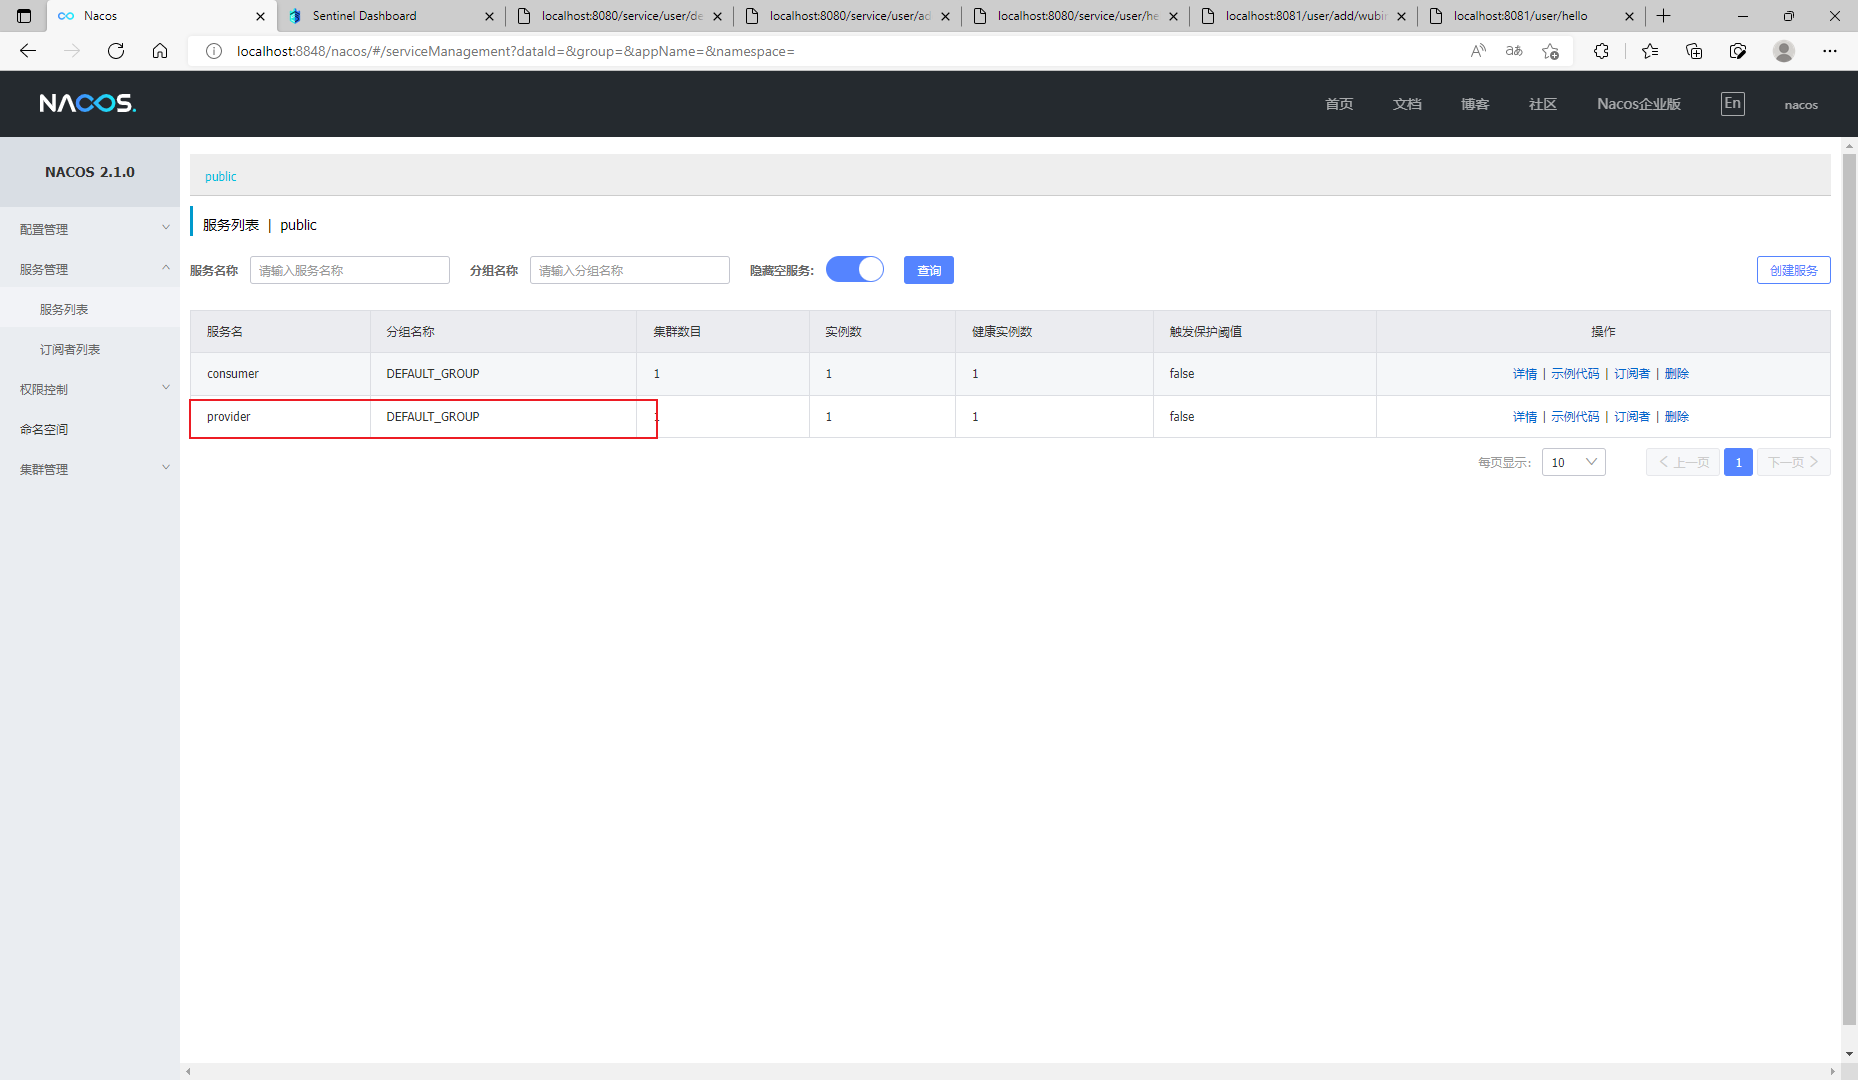 Nacos
Sentinel Dashboard
localhost:8080/service/user/de
localhost:8080/service/user/ad
localhost:8080/service/user/he
localhost:8081/user/add/wubin
localhost:8081/user/hello
localhost:8848/nacos/#/serviceManagement?dataId=&group=&appName=&namespace=
NACOS.
首页
文档
博客
社区
Nacos企业版
En
nacos
NACOS 2.1.0
配置管理
服务管理
服务列表
订阅者列表
权限控制
命名空间
集群管理
public
服务列表 | public
服务名称 请输入服务名称 分组名称 请输入分组名称 隐藏空服务: 查询 创建服务
服务名 分组名称 集群数目 实例数 健康实例数 触发保护阈值 操作
consumer DEFAULT_GROUP 1 1 1 false 详情 | 示例代码 | 订阅者 | 删除
provider DEFAULT_GROUP 1 1 1 false 详情 | 示例代码 | 订阅者 | 删除
每页显示: 10 上一页 1 下一页